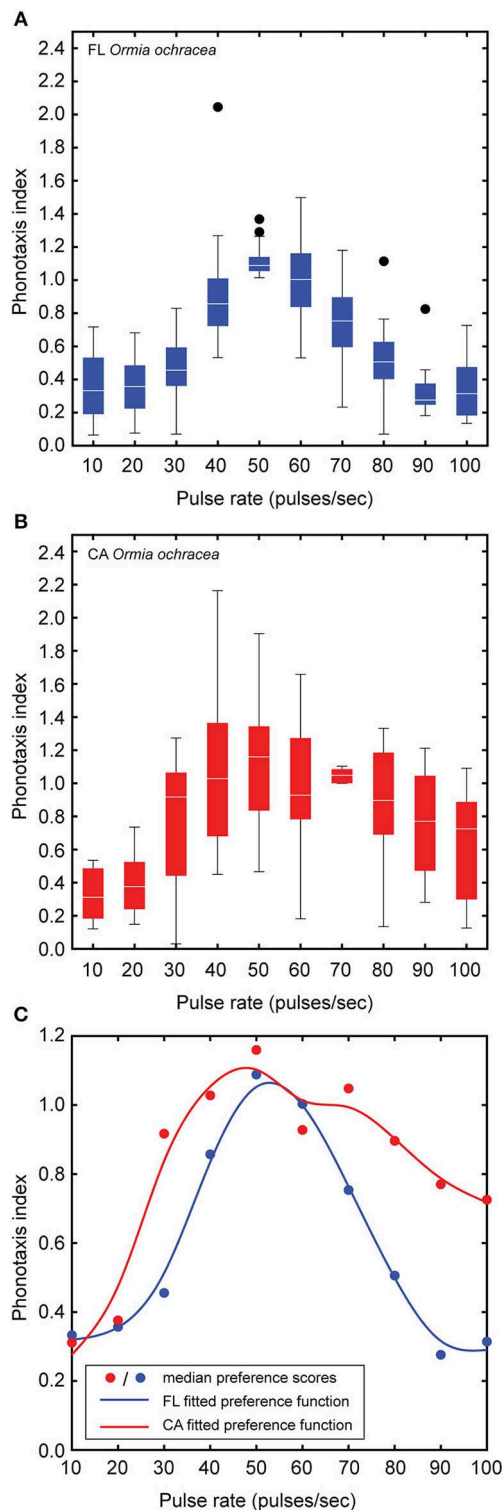 A
FL Ormia ochracea
2.4
2.2
2.0
1.8
1.6
1.4
1.2
1.0
0.8
0.6
0.4
0.2
0.0
Phonotaxis index
10 20 30 40 50 60 70 80 90 100
Pulse rate (pulses/sec)
B
CA Ormia ochracea
2.4
2.2
2.0
1.8
1.6
1.4
1.2
1.0
0.8
0.6
0.4
0.2
0.0
Phonotaxis index
10 20 30 40 50 60 70 80 90 100
Pulse rate (pulses/sec)
C
1.2
1.0
0.8
0.6
0.4
0.2
0.0
Phonotaxis index
/ median preference scores
FL fitted preference function
CA fitted preference function
10 20 30 40 50 60 70 80 90 100
Pulse rate (pulses/sec)